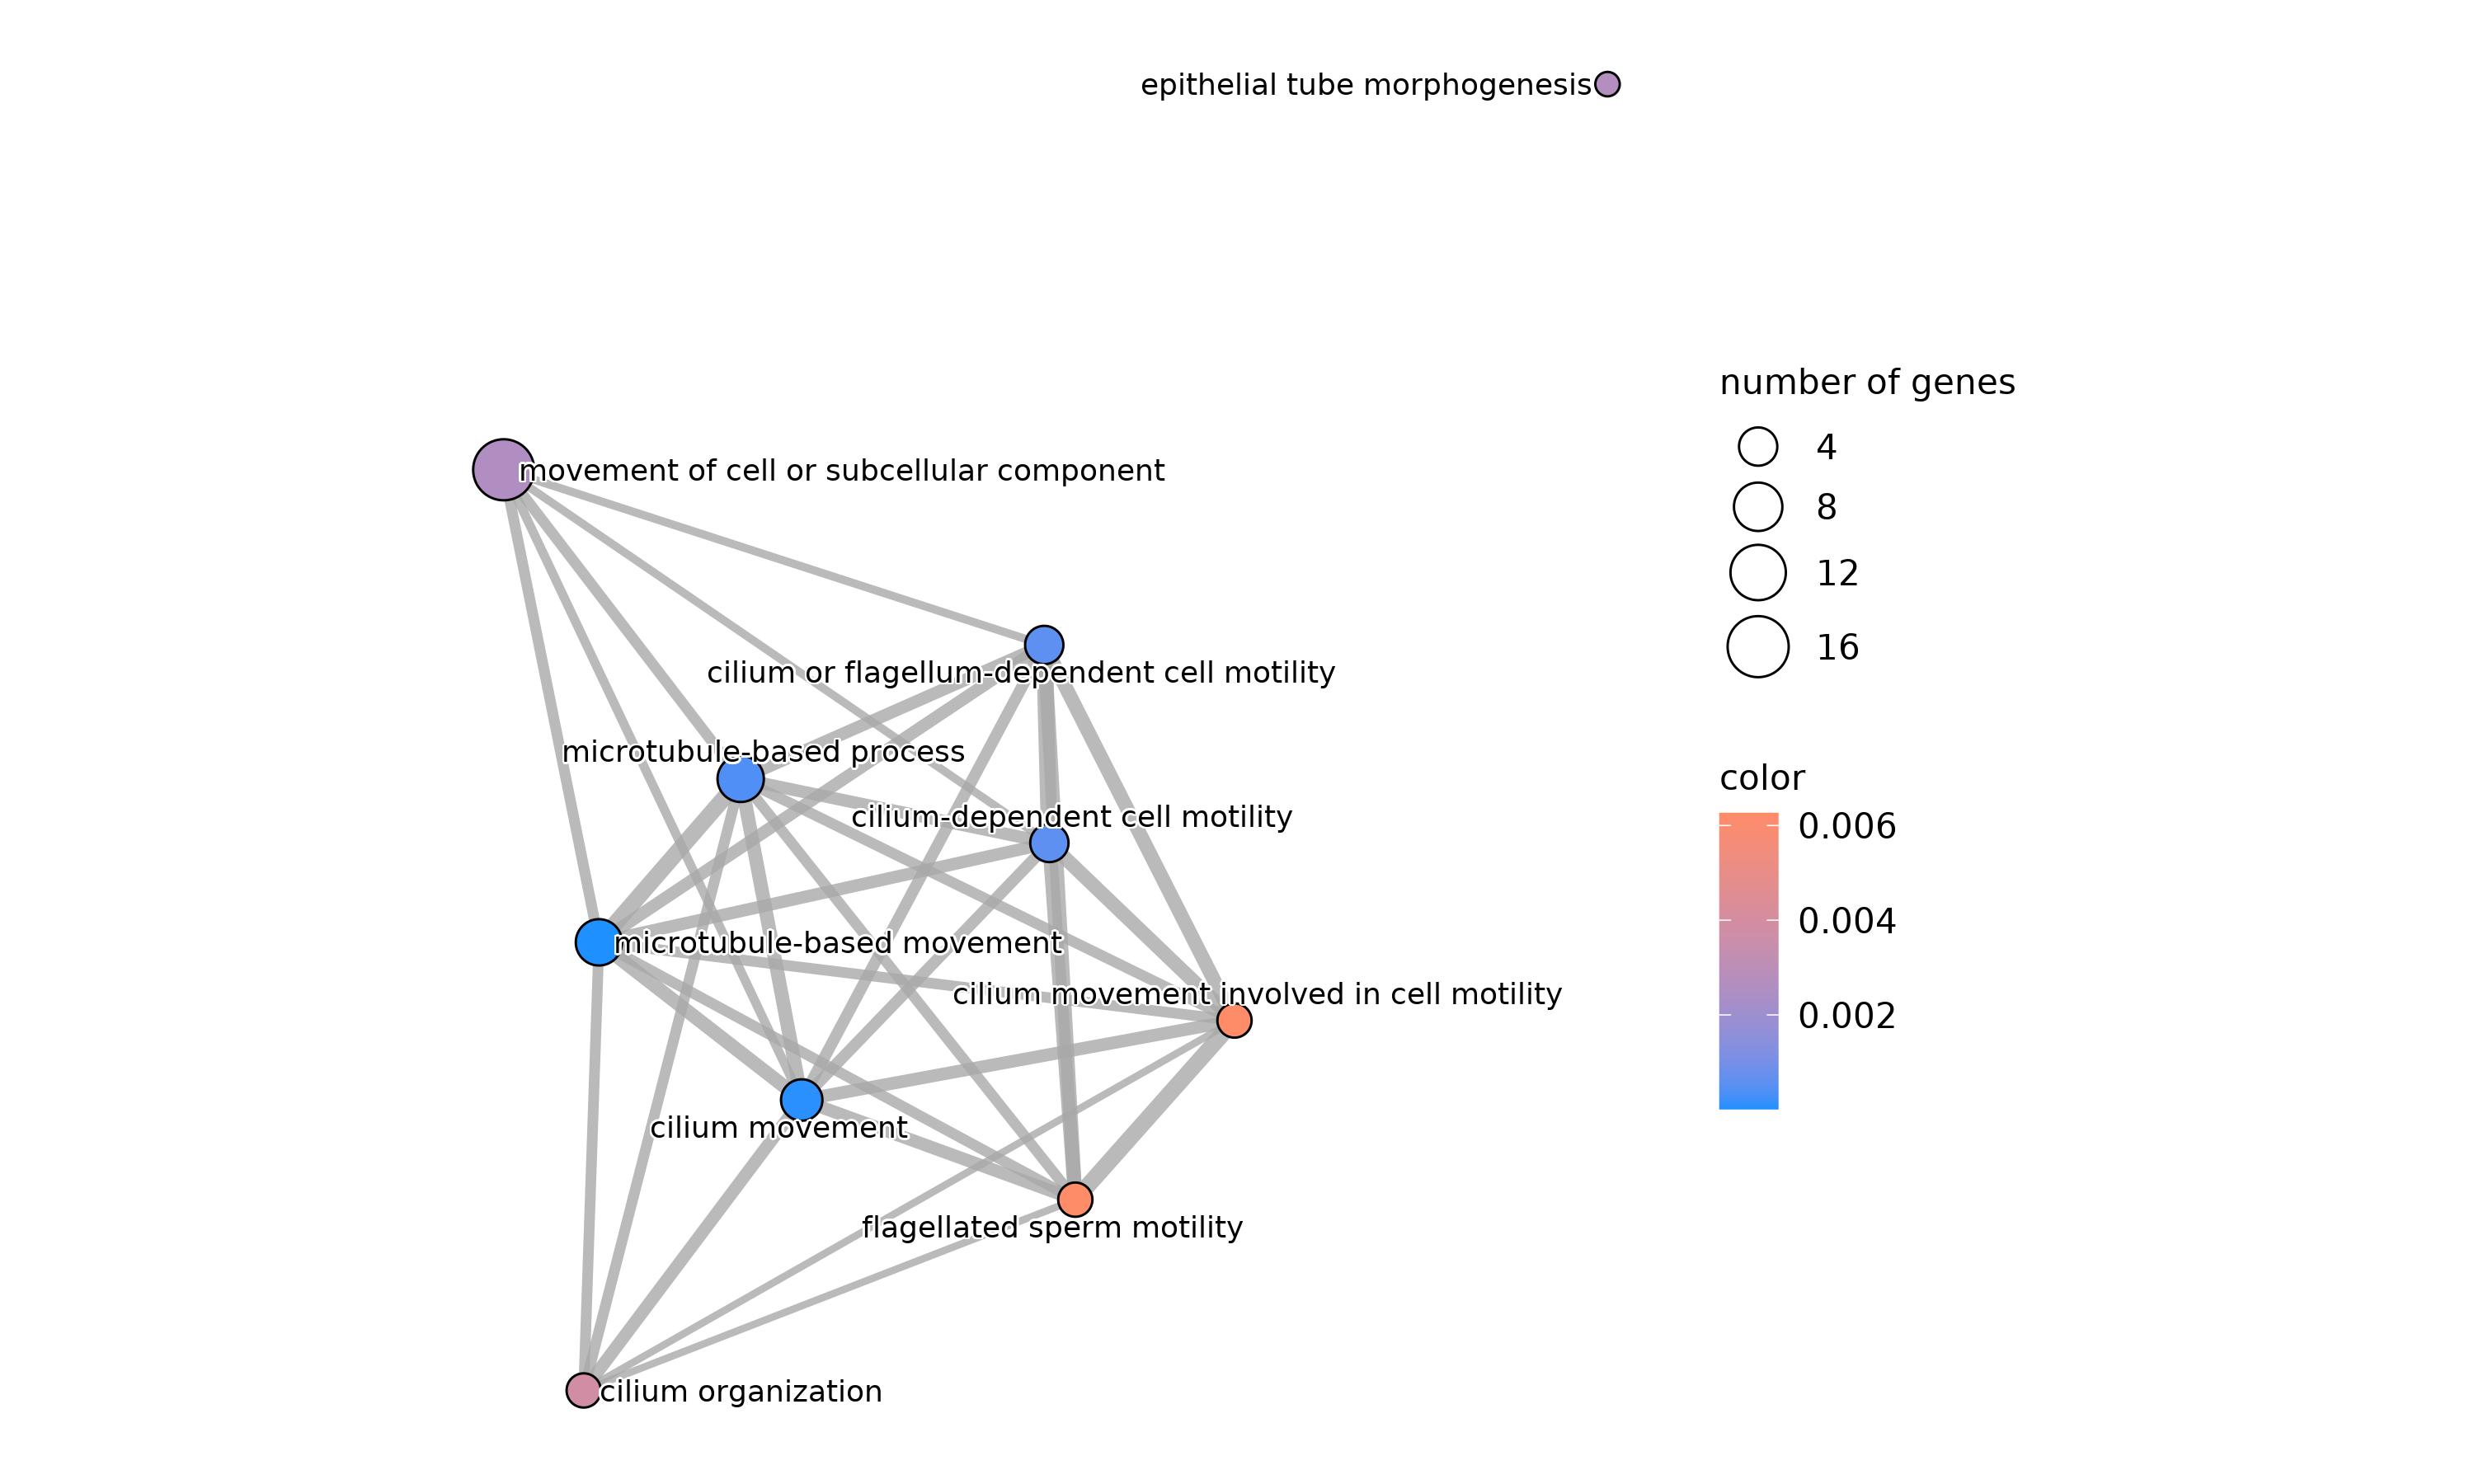 epithelial tube morphogenesis
number of genes
4
movement of cell or subcellular component
8
12
16
cilium or flagellum-dependent cell motility
microtubule-based process
color
cilium-dependent cell motility
0.006
0.004
microtubule-based movement
cilium movement involved in cell motility
0.002
cilium movement
flagellated sperm motility
cilium organization